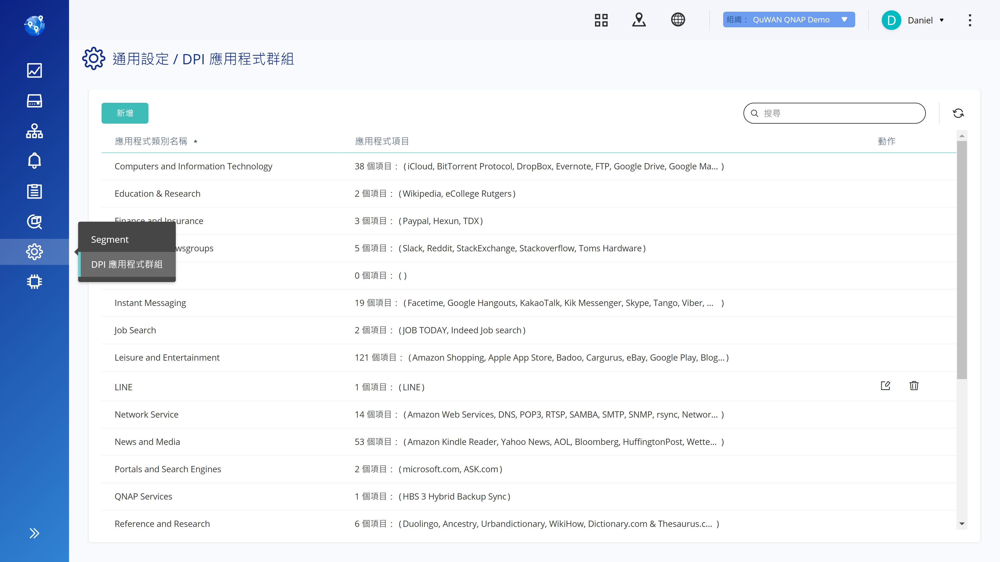 組織： QuWAN QNAP Demo
D Daniel
通用設定 / DPI 應用程式群組
新增
搜尋
應用程式類別名稱 應用程式項目 動作
Computers and Information Technology 38 個項目： (iCloud, BitTorrent Protocol, DropBox, Evernote, FTP, Google Drive, Google Ma... )
Education & Research 2 個項目： (Wikipedia, eCollege Rutgers)
Finance and Insurance 3 個項目： (Paypal, Hexun, TDX)
Segment
wsgroups 5 個項目： (Slack, Reddit, StackExchange, Stackoverflow, Toms Hardware)
DPI 應用程式群組
0 個項目： ( )
Instant Messaging 19 個項目： (Facetime, Google Hangouts, KakaoTalk, Kik Messenger, Skype, Tango, Viber, ... )
Job Search 2 個項目： (JOB TODAY, Indeed Job search)
Leisure and Entertainment 121 個項目： (Amazon Shopping, Apple App Store, Badoo, Cargurus, eBay, Google Play, Blog...)
LINE 1 個項目： (LINE)
Network Service 14 個項目： (Amazon Web Services, DNS, POP3, RTSP, SAMBA, SMTP, SNMP, rsync, Networ... )
News and Media 53 個項目： (Amazon Kindle Reader, Yahoo News, AOL, Bloomberg, HuffingtonPost, Wette... )
Portals and Search Engines 2 個項目： (microsoft.com, ASK.com)
QNAP Services 1 個項目： (HBS 3 Hybrid Backup Sync)
Reference and Research 6 個項目： (Duolingo, Ancestry, Urbandictionary, WikiHow, Dictionary.com & Thesaurus.c... )